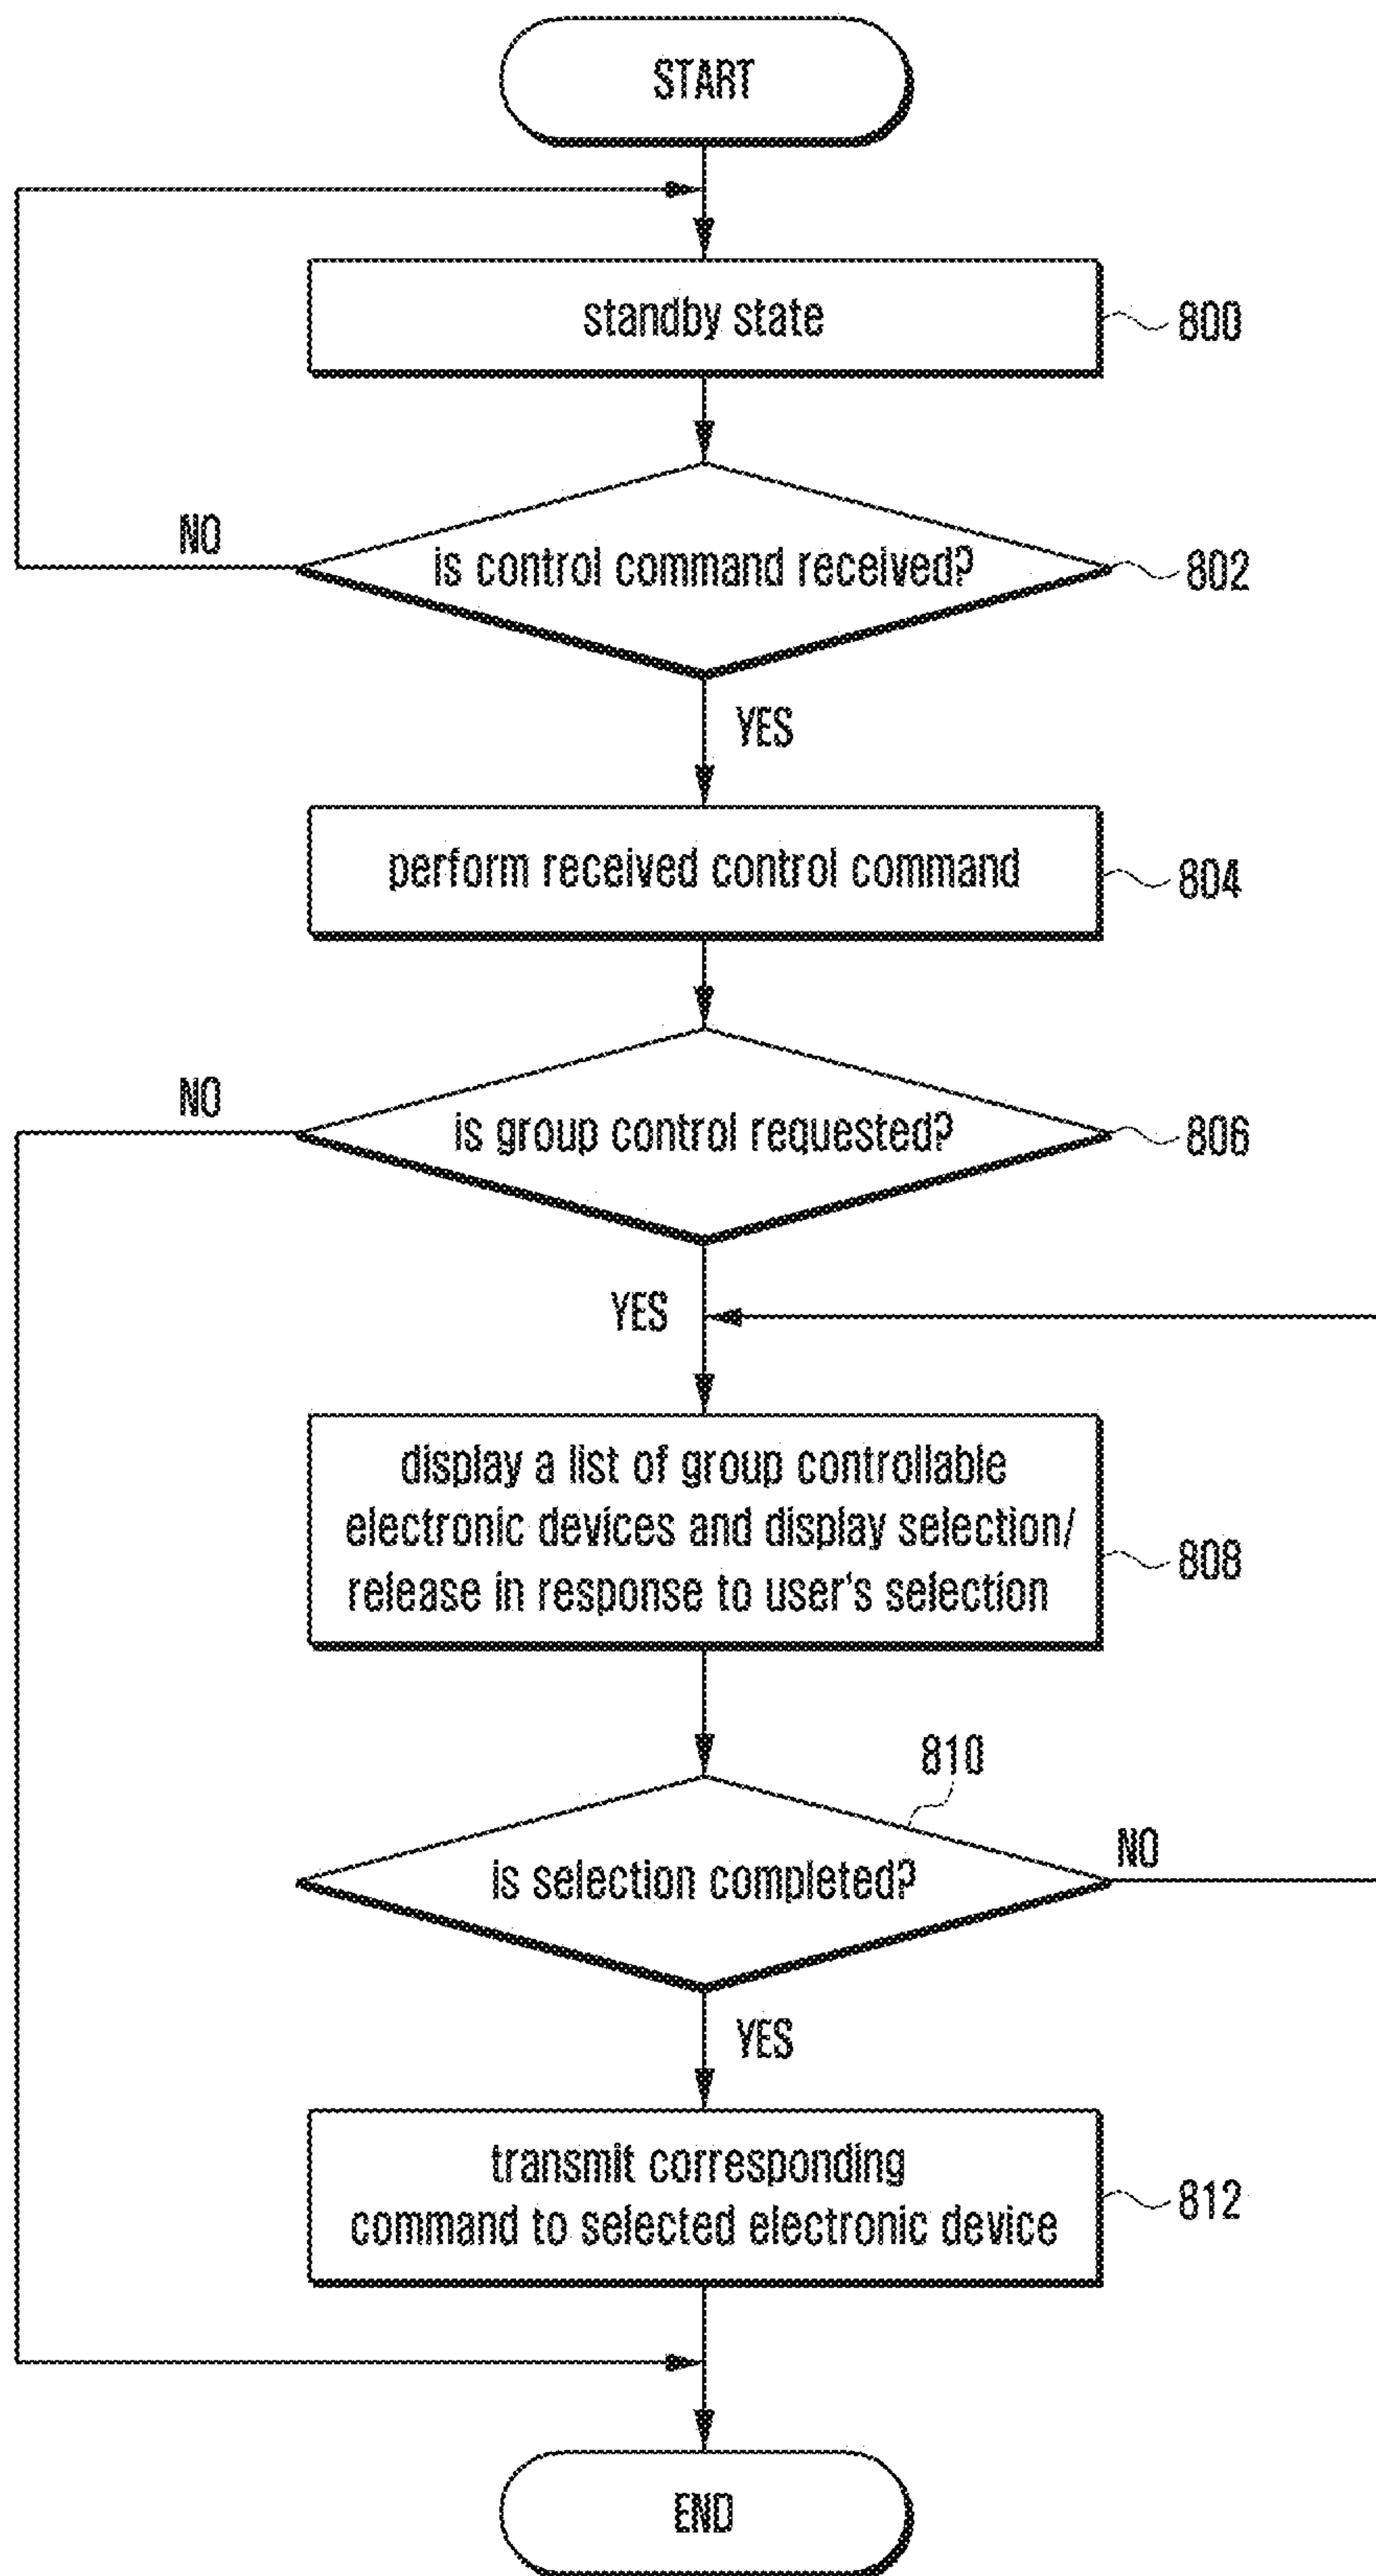 START
standby state
800
NO
is control command received?
802
YES
perform received control command
804
NO
is group control requested?
806
YES
display a list of group controllable
electronic devices and display selection/
release in response to user's selection
808
810
is selection completed?
NO
YES
transmit corresponding
command to selected electronic device
812
END